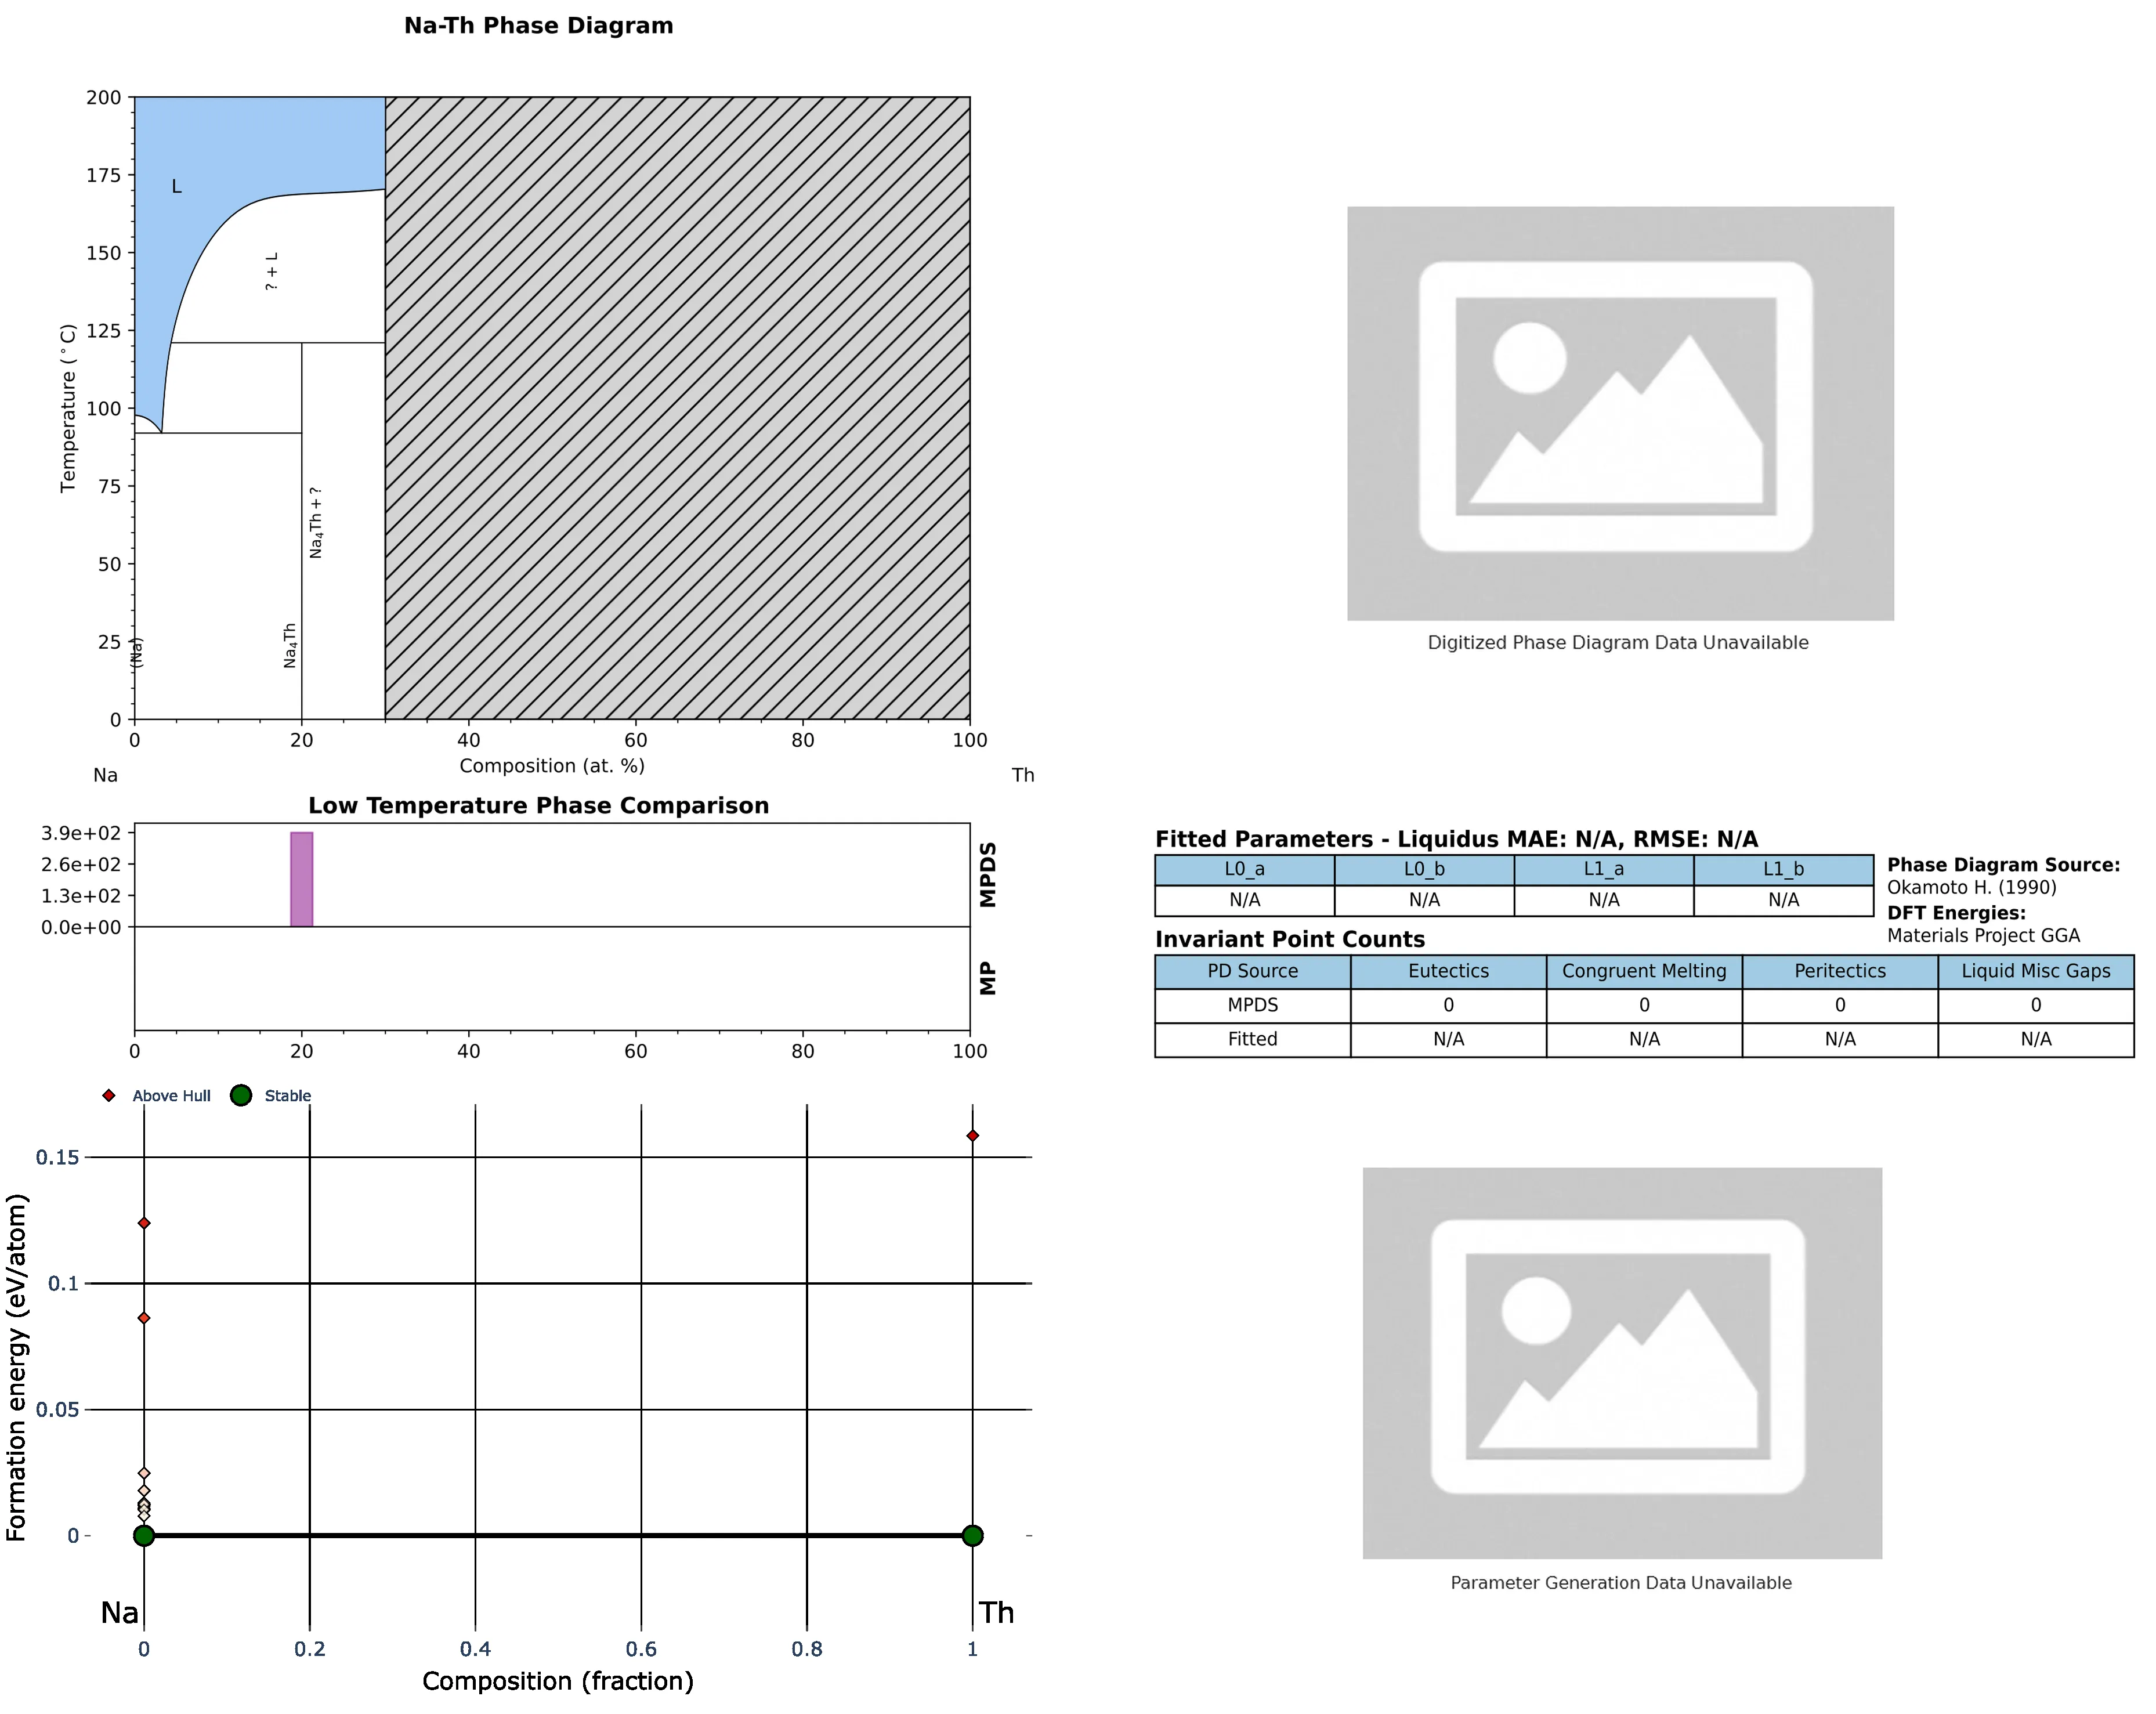 Na-Th Phase Diagram
200
175
150
125
100
75
50
25
0
Temperature (°C)
L
? + L
Na₄Th + ?
Na₄Th
(Na)
0
20
40
60
80
100
Composition (at. %)
Na
Th
Digitized Phase Diagram Data Unavailable
Low Temperature Phase Comparison
3.9e+02
2.6e+02
1.3e+02
0.0e+00
MPDS
MP
0
20
40
60
80
100
Fitted Parameters - Liquidus MAE: N/A, RMSE: N/A
L0_a L0_b L1_a L1_b
N/A N/A N/A N/A
Phase Diagram Source:
Okamoto H. (1990)
DFT Energies:
Materials Project GGA
Invariant Point Counts
PD Source Eutectics Congruent Melting Peritectics Liquid Misc Gaps
MPDS 0 0 0 0
Fitted N/A N/A N/A N/A
Above Hull
Stable
0.15
0.1
0.05
0
Formation energy (eV/atom)
Na
Th
0
0.2
0.4
0.6
0.8
1
Composition (fraction)
Parameter Generation Data Unavailable